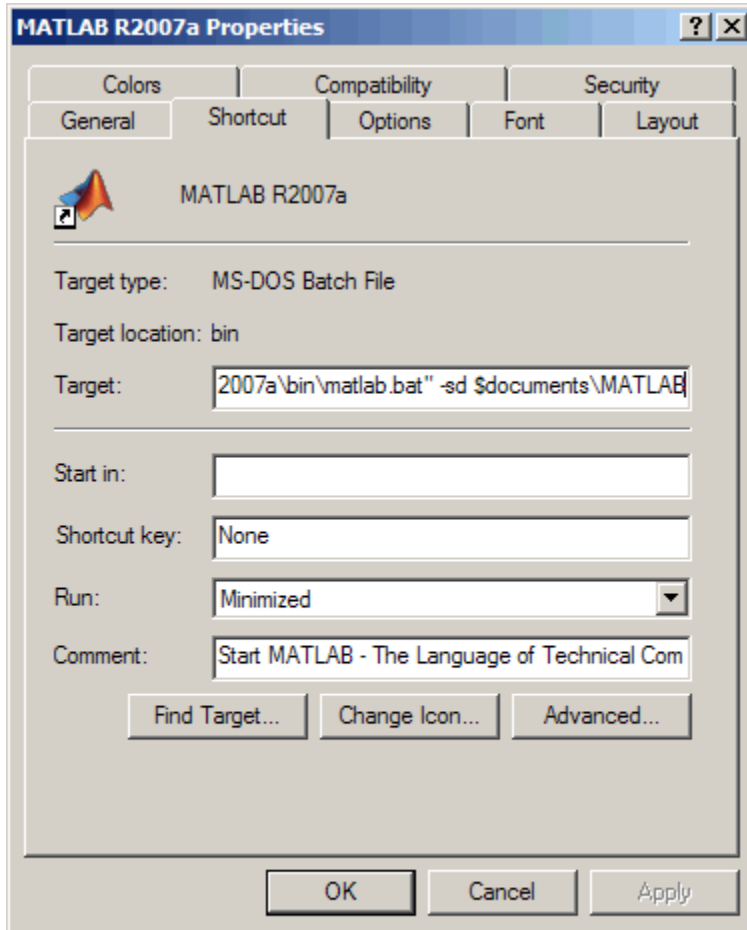 MATLAB R2007a Properties
Colors Compatibility Security
General Shortcut Options Font Layout
MATLAB R2007a
Target type: MS-DOS Batch File
Target location: bin
Target: 2007a\bin\matlab.bat" -sd $documents\MATLAB
Start in:
Shortcut key: None
Run: Minimized
Comment: Start MATLAB - The Language of Technical Com
Find Target... Change Icon... Advanced...
OK Cancel Apply